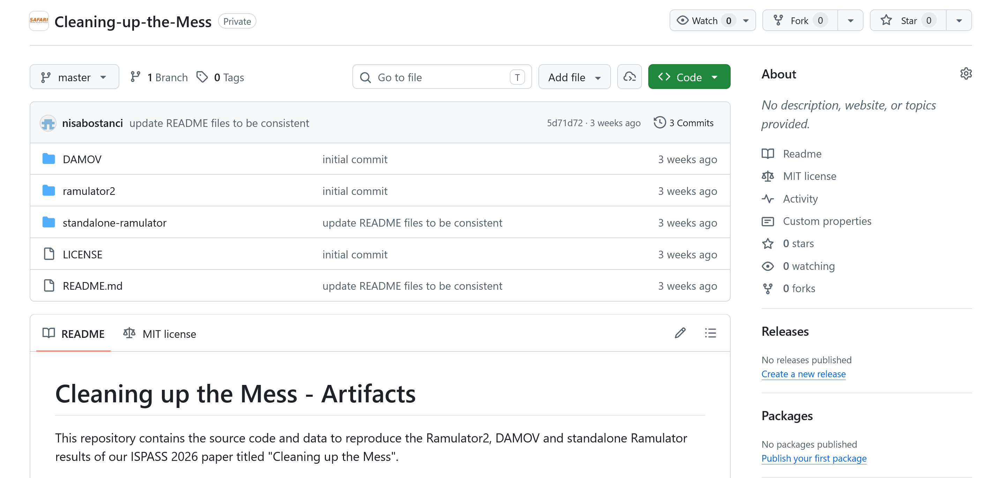 SAFARI
Cleaning-up-the-Mess Private
Watch 0
Fork 0
Star 0
master
1 Branch
0 Tags
Go to file T
Add file
Code
nisabostanci update README files to be consistent 5d71d72 · 3 weeks ago 3 Commits
DAMOV initial commit 3 weeks ago
ramulator2 initial commit 3 weeks ago
standalone-ramulator update README files to be consistent 3 weeks ago
LICENSE initial commit 3 weeks ago
README.md update README files to be consistent 3 weeks ago
README MIT license
Cleaning up the Mess - Artifacts
This repository contains the source code and data to reproduce the Ramulator2, DAMOV and standalone Ramulator
results of our ISPASS 2026 paper titled "Cleaning up the Mess".
About
No description, website, or topics
provided.
Readme
MIT license
Activity
Custom properties
0 stars
0 watching
0 forks
Releases
No releases published
Create a new release
Packages
No packages published
Publish your first package